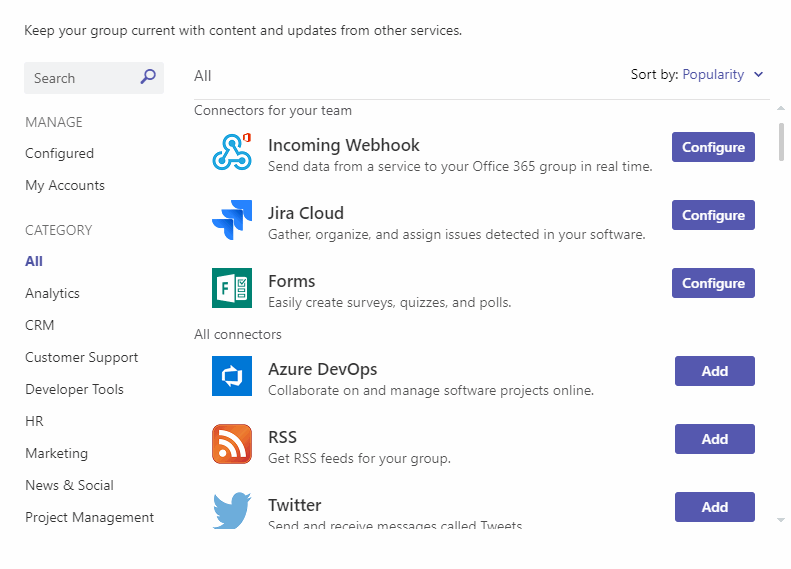 Keep your group current with content and updates from other services.
Search
All
Sort by: Popularity
MANAGE
Configured
My Accounts
CATEGORY
All
Analytics
CRM
Customer Support
Developer Tools
HR
Marketing
News & Social
Project Management
Connectors for your team
Incoming Webhook
Send data from a service to your Office 365 group in real time.
Configure
Jira Cloud
Gather, organize, and assign issues detected in your software.
Configure
F
Forms
Easily create surveys, quizzes, and polls.
Configure
All connectors
Azure DevOps
Collaborate on and manage software projects online.
Add
RSS
Get RSS feeds for your group.
Add
Twitter
Send and receive messages called Tweets
Add